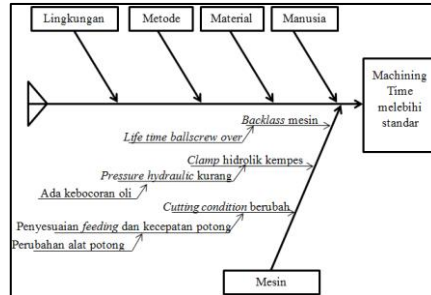 Lingkungan
Metode
Material
Manusia
Machining
Time
melebihi
standar
Backlass mesin
Life time ballscrew over
Clamp hidrolik kempes
Pressure hydraulic kurang
Ada kebocoran oli
Cutting condition berubah
Penyesuaian feeding dan kecepatan potong
Perubahan alat potong
Mesin